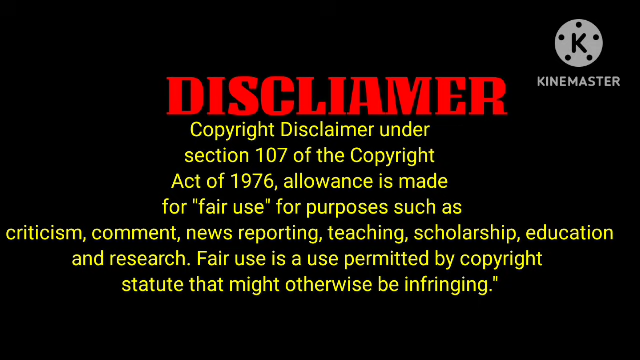 K
KINEMASTER
DISCLIAMER
Copyright Disclaimer under
section 107 of the Copyright
Act of 1976, allowance is made
for "fair use" for purposes such as
criticism, comment, news reporting, teaching, scholarship, education
and research. Fair use is a use permitted by copyright
statute that might otherwise be infringing."